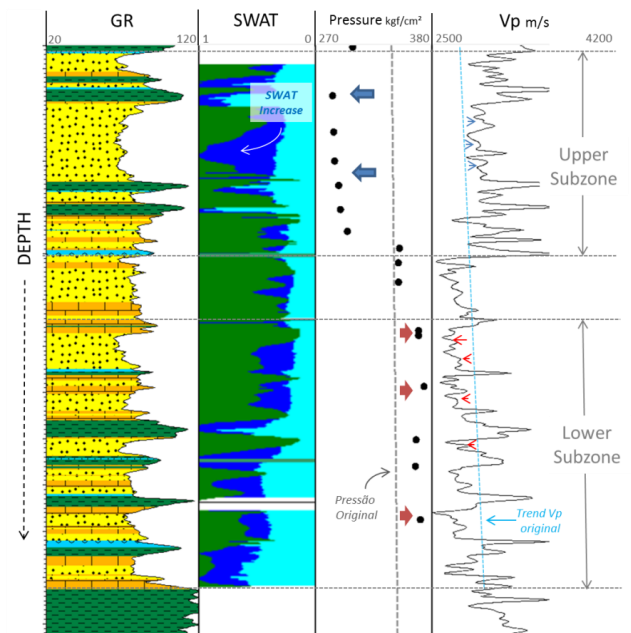 GR
SWAT
Pressure kgf/cm²
Vp m/s
20
120
1
0
270
380
2500
4200
SWAT
Increase
Upper
Subzone
DEPTH
Lower
Subzone
Pressão
Original
Trend Vp
original